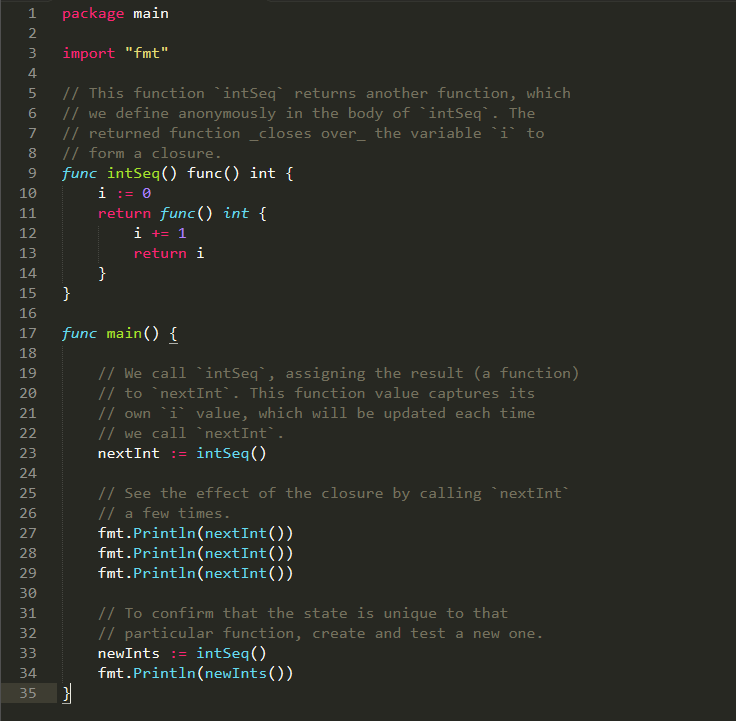 1 package main
2
3 import "fmt"
4
5 // This function `intSeq` returns another function, which
6 // we define anonymously in the body of `intSeq`. The
7 // returned function _closes over_ the variable `i` to
8 // form a closure.
9 func intSeq() func() int {
10     i := 0
11     return func() int {
12         i += 1
13         return i
14     }
15 }
16
17 func main() {
18
19     // We call `intSeq`, assigning the result (a function)
20     // to `nextInt`. This function value captures its
21     // own `i` value, which will be updated each time
22     // we call `nextInt`.
23     nextInt := intSeq()
24
25     // See the effect of the closure by calling `nextInt`
26     // a few times.
27     fmt.Println(nextInt())
28     fmt.Println(nextInt())
29     fmt.Println(nextInt())
30
31     // To confirm that the state is unique to that
32     // particular function, create and test a new one.
33     newInts := intSeq()
34     fmt.Println(newInts())
35 }